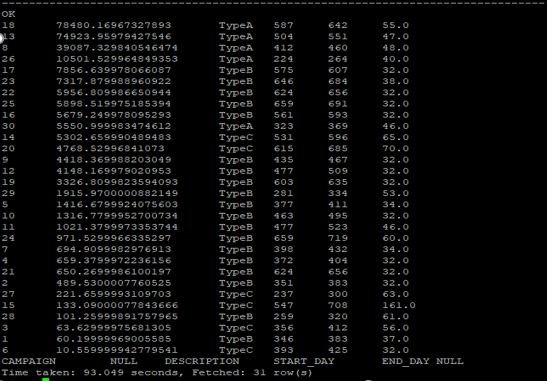 OK
18 78480.16967327893 TypeA 587 642 55.0
13 74923.95979427546 TypeA 504 551 47.0
8 39087.329840546474 TypeA 412 460 48.0
26 10501.529964849353 TypeA 224 264 40.0
17 7856.639978066087 TypeB 575 607 32.0
23 7317.879988960922 TypeB 646 684 38.0
22 5956.809986650944 TypeB 624 656 32.0
25 5898.519975185394 TypeB 659 691 32.0
16 5679.249978095293 TypeB 561 593 32.0
30 5550.999983474612 TypeA 323 369 46.0
14 5302.659990489483 TypeC 531 596 65.0
20 4768.52996841073 TypeC 615 685 70.0
9 4418.369988203049 TypeB 435 467 32.0
12 4148.169979020953 TypeB 477 509 32.0
19 3326.8099823594093 TypeB 603 635 32.0
29 1915.9700000882149 TypeB 281 334 53.0
5 1416.6799924075603 TypeB 377 411 34.0
10 1316.7799952700734 TypeB 463 495 32.0
11 1021.3799973353744 TypeB 477 523 46.0
24 971.5299966335297 TypeB 659 719 60.0
7 694.9099982976913 TypeB 398 432 34.0
4 659.3799972236156 TypeB 372 404 32.0
21 650.2699986100197 TypeB 624 656 32.0
2 489.5300007760525 TypeB 351 383 32.0
27 221.6599993109703 TypeC 237 300 63.0
15 133.09000077843666 TypeC 547 708 161.0
28 101.25999891757965 TypeB 259 320 61.0
3 63.62999975681305 TypeC 356 412 56.0
1 60.19999969005585 TypeB 346 383 37.0
6 10.559999942779541 TypeC 393 425 32.0
CAMPAIGN NULL DESCRIPTION START_DAY END_DAY NULL
Time taken: 93.049 seconds, Fetched: 31 row(s)